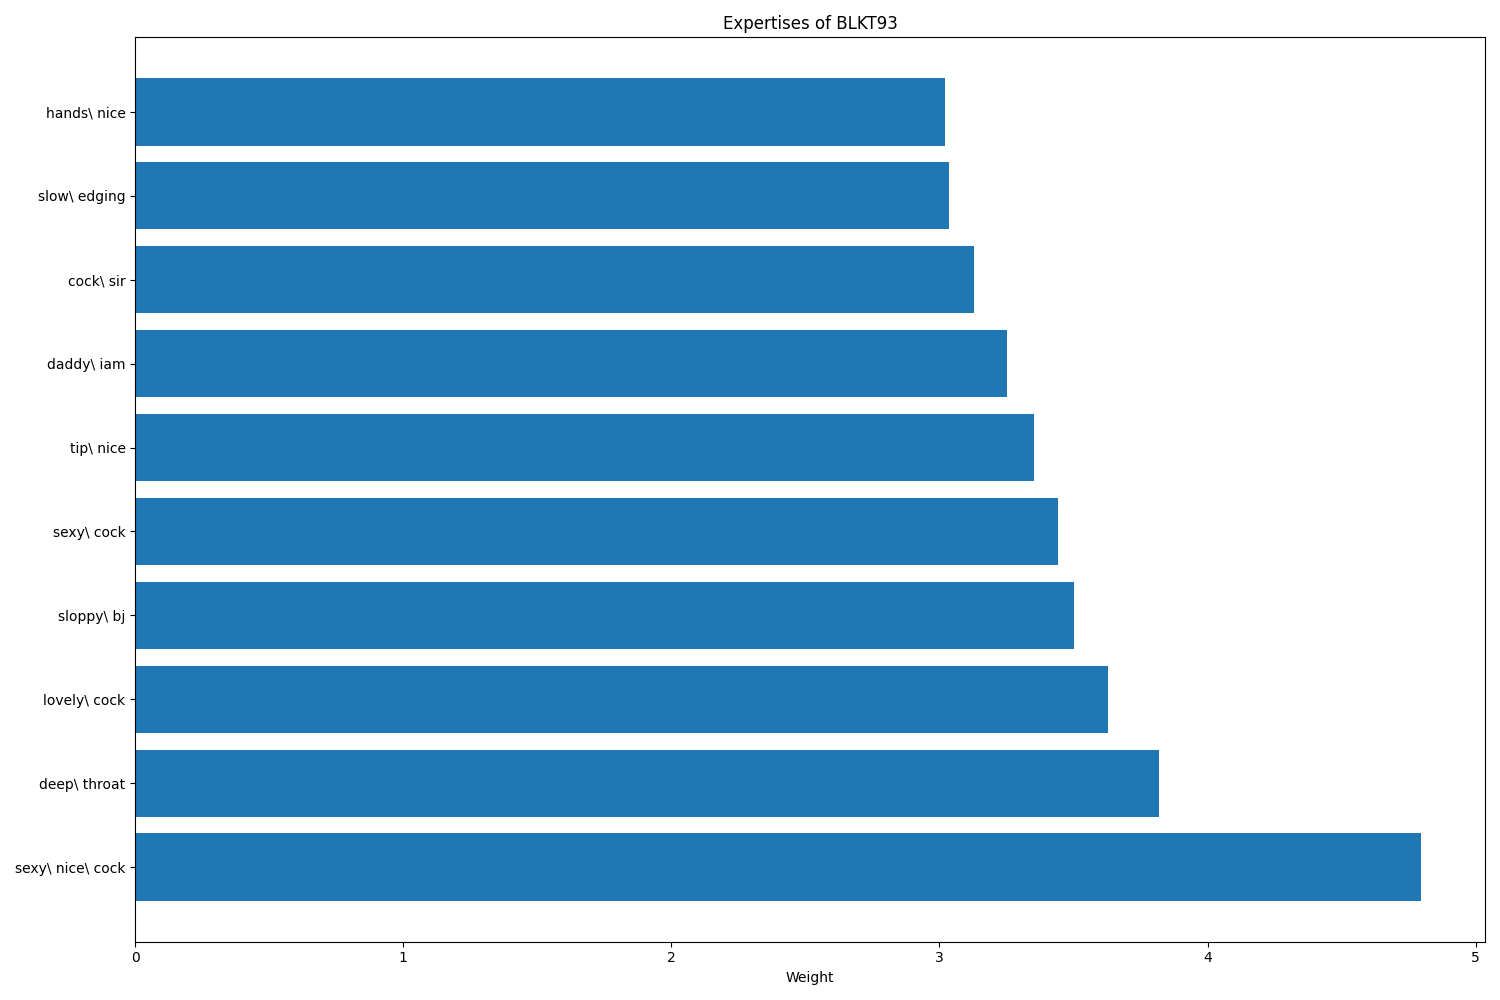 Expertises of BLKT93
hands\ nice
slow\ edging
cock\ sir
daddy\ iam
tip\ nice
sexy\ cock
sloppy\ bj
lovely\ cock
deep\ throat
sexy\ nice\ cock
0 1 2 3 4 5
Weight